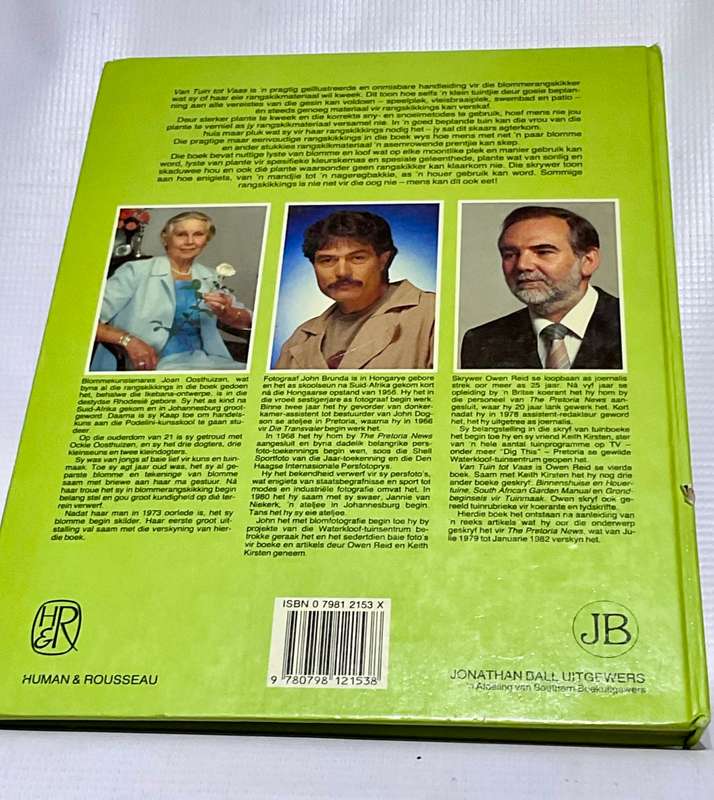 Van Tuin tot Vaas is 'n pragtig geïllustreerde en onmisbare handleiding vir die blommerangskikker
wat sy of haar eie rangskikmateriaal wil kweek. Dit toon hoe selfs 'n klein tuintjie deur goeie beplan-
ning aan alle vereistes van die gesin kan voldoen – speelplek, vleisbraaiplek, swembad en patio –
en steeds genoeg materiaal vir rangskikkings kan verskaf.
Deur sterker plante te kweek en die korrekte sny- en snoeimetodes te gebruik, hoef mens nie jou
plante te verniel as jy rangskikmateriaal versamel nie. In 'n goed beplande tuin kan die vrou van die
huis maar pluk wat sy vir haar rangskikkings nodig het – jy sal dit skaars agterkom.
Die pragtige maar eenvoudige rangskikkings in die boek wys hoe mens met net 'n paar blomme
en ander stukkies rangskikmateriaal 'n asemrowende prentjie kan skep.
Die boek bevat nuttige lyste van blomme en loof wat op elke moontlike plek en manier gebruik kan
word, lyste van plante vir spesifieke kleurskemas en spesiale geleenthede, plante wat van sonlig en
skaduwee hou en ook dié plante waarsonder geen rangskikker kan klaarkom nie. Die skrywer toon
aan hoe enigiets, van 'n mandjie tot 'n nageregbakkie, as 'n houer gebruik kan word. Sommige
rangskikkings is nie net vir die oog nie – mens kan dit ook eet!
Blommekunstenares Joan Oosthuizen, wat
byna al die rangskikkings in die boek gedoen
het, behalwe die Ikebana-ontwerpe, is in die
destydse Rhodesië gebore. Sy het as kind na
Suid-Afrika gekom en in Johannesburg groot-
geword. Daarna is sy Kaap toe om handels-
kuns aan die Podelini-kunsskool te gaan stu-
deer.
Op die ouderdom van 21 is sy getroud met
Ockie Oosthuizen, en sy het drie dogters, drie
kleinseuns en twee kleindogters.
Sy was van jongs af baie lief vir kuns en tuin-
maak. Toe sy agt jaar oud was, het sy al ge-
parste blomme en tekeninge van blomme
saam met briewe aan haar ma gestuur. Ná
haar troue het sy in blommerangskikking begin
belang stel en gou groot kundigheid op dié ter-
rein verwerf.
Nadat haar man in 1973 oorlede is, het sy
blomme begin skilder. Haar eerste groot uit-
stalling val saam met die verskyning van hier-
die boek.
Fotograaf John Brunda is in Hongarye gebore
en het as skoolseun na Suid-Afrika gekom kort
ná die Hongaarse opstand van 1956. Hy het in
die vroeë sestigerjare as fotograaf begin werk.
Binne twee jaar het hy gevorder van donker-
kamer-assistent tot bestuurder van John Dog-
son se ateljee in Pretoria, waarna hy in 1966
vir Die Transvaler begin werk het.
In 1968 het hom by The Pretoria News
aangesluit en byna dadelik belangrike pers-
foto-toekennings begin wen, soos die Shell
Sportfoto van die Jaar-toekenning en die Den
Haagse Internasionale Persfotoprys.
Hy het bekendheid verwerf vir sy persfoto's,
wat enigiets van staatsbegrafnisse en sport tot
modes en industriële fotografie omvat het. In
1980 het hy saam met sy swaer, Jannie van
Niekerk, 'n ateljee in Johannesburg begin.
Tans het hy sy eie ateljee.
John het met blomfotografie begin toe hy by
projekte van die Waterkloof-tuinsentrum be-
trokke geraak het en het sedertdien baie foto's
vir boeke en artikels deur Owen Reid en Keith
Kirsten geneem.
Skrywer Owen Reid se loopbaan as joernalis
strek oor meer as 25 jaar. Ná vyf jaar se
opleiding by 'n Britse koerant het hy hom by
die personeel van The Pretoria News aan-
gesluit, waar hy 20 jaar lank gewerk het. Kort
nadat hy in 1978 assistent-redakteur geword
het, het hy uitgetree as joernalis.
Sy belangstelling in die skryf van tuinboeke
het begin toe hy en sy vriend Keith Kirsten, ster
van 'n hele aantal tuinprogramme op TV –
onder meer "Dig This" – Pretoria se gewilde
Waterkloof-tuinsentrum geopen het.
Van Tuin tot Vaas is Owen Reid se vierde
boek. Saam met Keith Kirsten het hy nog drie
ander boeke geskryf: Binnenshuise en Houer-
tuine, South African Garden Manual en Grond-
beginsels vir Tuinmaak. Owen skryf ook ge-
reeld tuinrubrieke vir koerante en tydskrifte.
Hierdie boek het ontstaan na aanleiding van
'n reeks artikels wat hy oor die onderwerp
geskryf het vir The Pretoria News, wat van Ju-
lie 1979 tot Januarie 1982 verskyn het.
H&R
HUMAN & ROUSSEAU
ISBN 0 7981 2153 X
9 780798 121538
JB
JONATHAN BALL UITGEWERS
'n Afdeling van Southern Boekuitgewers